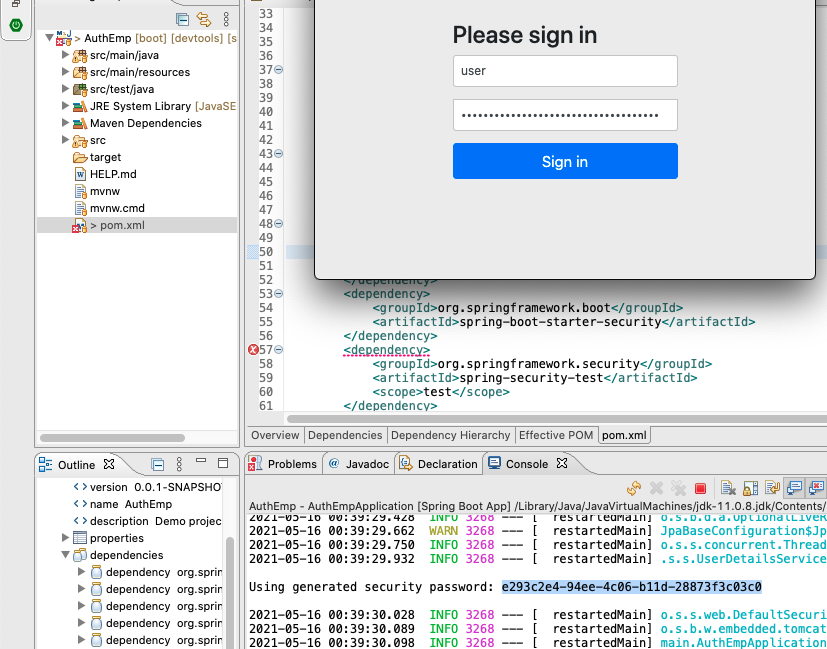 AuthEmp [boot] [devtools] [s
src/main/java
src/main/resources
src/test/java
JRE System Library [JavaSE
Maven Dependencies
src
target
HELP.md
mvnw
mvnw.cmd
> pom.xml
Please sign in
user
Sign in
33
34
35
36
37
38
39
40
41
42
43
44
45
46
47
48
49
50
51
52 </dependency>
53 <dependency>
54 <groupId>org.springframework.boot</groupId>
55 <artifactId>spring-boot-starter-security</artifactId>
56 </dependency>
57 <dependency>
58 <groupId>org.springframework.security</groupId>
59 <artifactId>spring-security-test</artifactId>
60 <scope>test</scope>
61 </dependency>
Overview Dependencies Dependency Hierarchy Effective POM pom.xml
Outline
<> version 0.0.1-SNAPSHO
<> name AuthEmp
<> description Demo projec
properties
dependencies
dependency org.sprin
dependency org.sprin
dependency org.sprin
dependency org.sprin
dependency org.sprin
Problems @ Javadoc Declaration Console
AuthEmp - AuthEmpApplication [Spring Boot App] /Library/Java/JavaVirtualMachines/jdk-11.0.8.jdk/Contents/
2021-05-16 00:39:29.428 INFO 3268 --- [ restartedMain] o.s.b.d.a.OptionalLiveR
2021-05-16 00:39:29.662 WARN 3268 --- [ restartedMain] JpaBaseConfiguration$Jp
2021-05-16 00:39:29.750 INFO 3268 --- [ restartedMain] o.s.s.concurrent.Thread
2021-05-16 00:39:29.932 INFO 3268 --- [ restartedMain] .s.s.UserDetailsService
Using generated security password: e293c2e4-94ee-4c06-b11d-28873f3c03c0
2021-05-16 00:39:30.028 INFO 3268 --- [ restartedMain] o.s.s.web.DefaultSecuri
2021-05-16 00:39:30.089 INFO 3268 --- [ restartedMain] o.s.b.w.embedded.tomcat
2021-05-16 00:39:30.098 INFO 3268 --- [ restartedMain] main.AuthEmpApplication